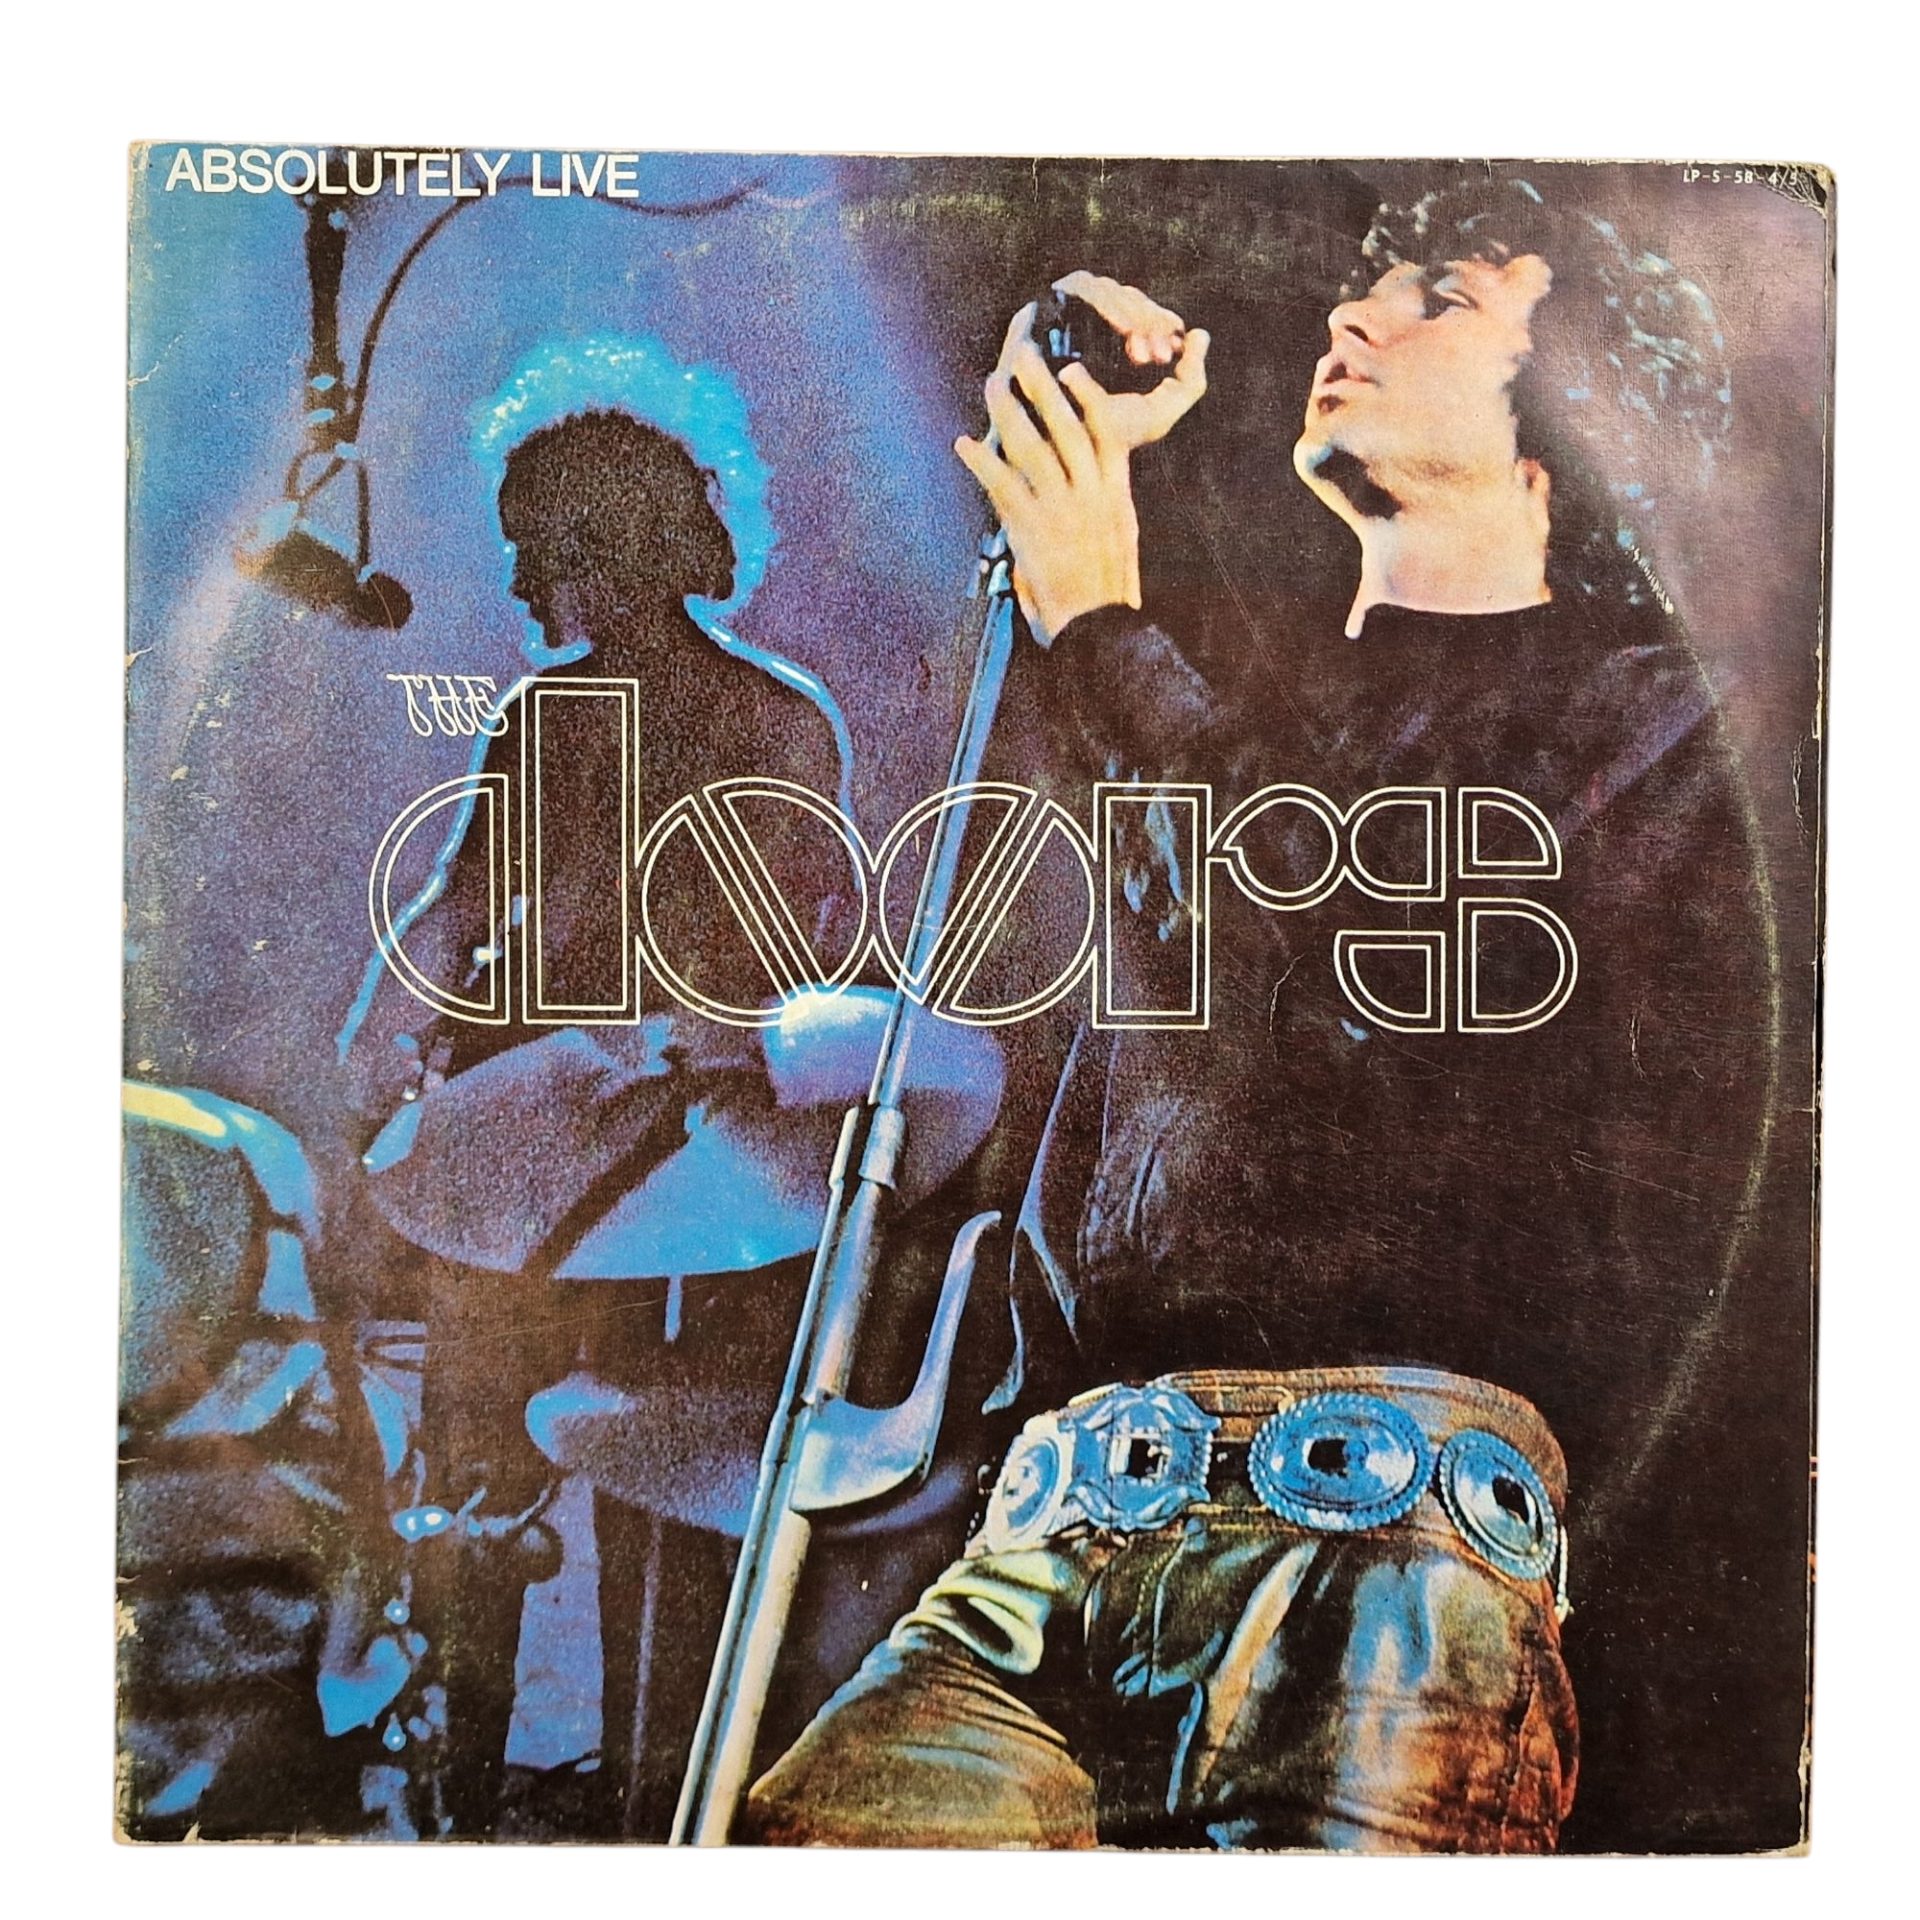 ABSOLUTELY LIVE
LP-S-58-4/5
THE
doors